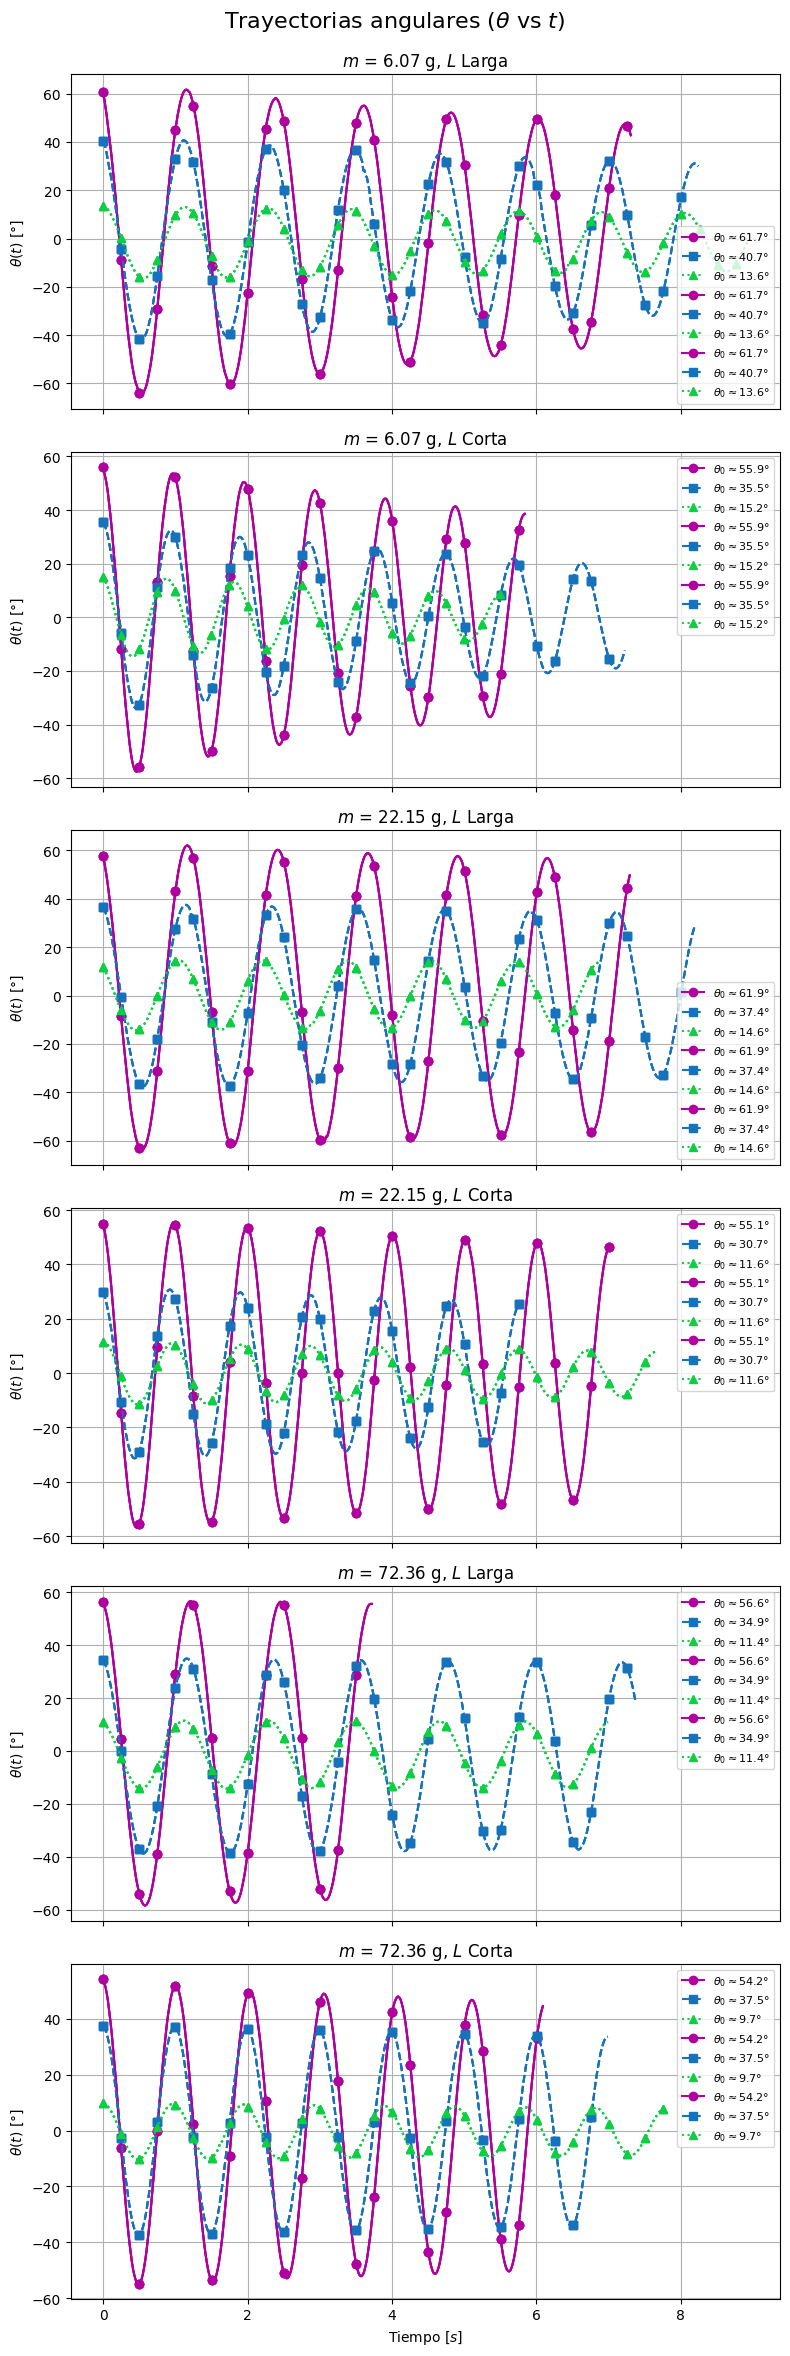 Trayectorias angulares (θ vs t)
m = 6.07 g, L Larga
θ(t) [°]
60
40
20
0
−20
−40
−60
θ₀ ≈ 61.7°
θ₀ ≈ 40.7°
θ₀ ≈ 13.6°
θ₀ ≈ 61.7°
θ₀ ≈ 40.7°
θ₀ ≈ 13.6°
θ₀ ≈ 61.7°
θ₀ ≈ 40.7°
θ₀ ≈ 13.6°
m = 6.07 g, L Corta
θ(t) [°]
60
40
20
0
−20
−40
−60
θ₀ ≈ 55.9°
θ₀ ≈ 35.5°
θ₀ ≈ 15.2°
θ₀ ≈ 55.9°
θ₀ ≈ 35.5°
θ₀ ≈ 15.2°
θ₀ ≈ 55.9°
θ₀ ≈ 35.5°
θ₀ ≈ 15.2°
m = 22.15 g, L Larga
θ(t) [°]
60
40
20
0
−20
−40
−60
θ₀ ≈ 61.9°
θ₀ ≈ 37.4°
θ₀ ≈ 14.6°
θ₀ ≈ 61.9°
θ₀ ≈ 37.4°
θ₀ ≈ 14.6°
θ₀ ≈ 61.9°
θ₀ ≈ 37.4°
θ₀ ≈ 14.6°
m = 22.15 g, L Corta
θ(t) [°]
60
40
20
0
−20
−40
−60
θ₀ ≈ 55.1°
θ₀ ≈ 30.7°
θ₀ ≈ 11.6°
θ₀ ≈ 55.1°
θ₀ ≈ 30.7°
θ₀ ≈ 11.6°
θ₀ ≈ 55.1°
θ₀ ≈ 30.7°
θ₀ ≈ 11.6°
m = 72.36 g, L Larga
θ(t) [°]
60
40
20
0
−20
−40
−60
θ₀ ≈ 56.6°
θ₀ ≈ 34.9°
θ₀ ≈ 11.4°
θ₀ ≈ 56.6°
θ₀ ≈ 34.9°
θ₀ ≈ 11.4°
θ₀ ≈ 56.6°
θ₀ ≈ 34.9°
θ₀ ≈ 11.4°
m = 72.36 g, L Corta
θ(t) [°]
40
20
0
−20
−40
−60
θ₀ ≈ 54.2°
θ₀ ≈ 37.5°
θ₀ ≈ 9.7°
θ₀ ≈ 54.2°
θ₀ ≈ 37.5°
θ₀ ≈ 9.7°
θ₀ ≈ 54.2°
θ₀ ≈ 37.5°
θ₀ ≈ 9.7°
0 2 4 6 8
Tiempo [s]